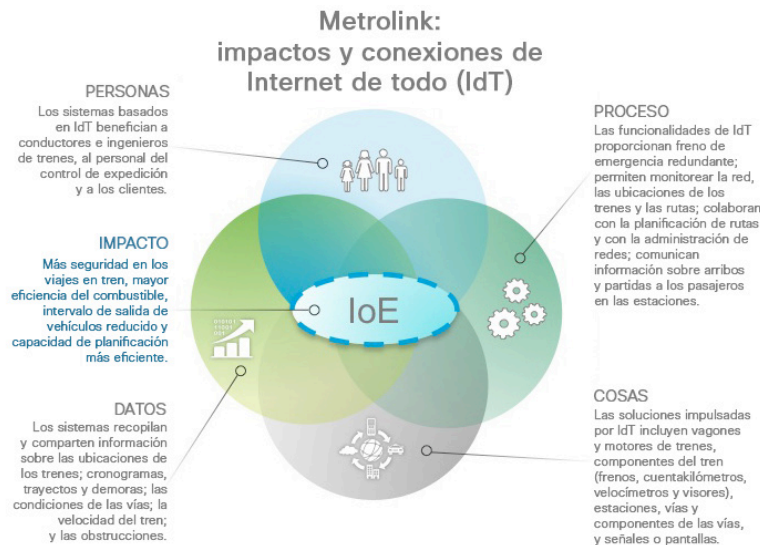 Metrolink:
impactos y conexiones de
Internet de todo (IdT)
PERSONAS
Los sistemas basados
en IdT benefician a
conductores e ingenieros
de trenes, al personal del
control de expedición
y a los clientes.
IMPACTO
Más seguridad en los
viajes en tren, mayor
eficiencia del combustible,
intervalo de salida de
vehículos reducido y
capacidad de planificación
más eficiente.
DATOS
Los sistemas recopilan
y comparten información
sobre las ubicaciones de
los trenes; cronogramas,
trayectos y demoras; las
condiciones de las vías; la
velocidad del tren;
y las obstrucciones.
IoE
PROCESO
Las funcionalidades de IdT
proporcionan freno de
emergencia redundante;
permiten monitorear la red,
las ubicaciones de los
trenes y las rutas; colaboran
con la planificación de rutas
y con la administración de
redes; comunican
información sobre arribos
y partidas a los pasajeros
en las estaciones.
COSAS
Las soluciones impulsadas
por IdT incluyen vagones
y motores de trenes,
componentes del tren
(frenos, cuentakilómetros,
velocímetros y visores),
estaciones, vías y
componentes de las vías,
y señales o pantallas.